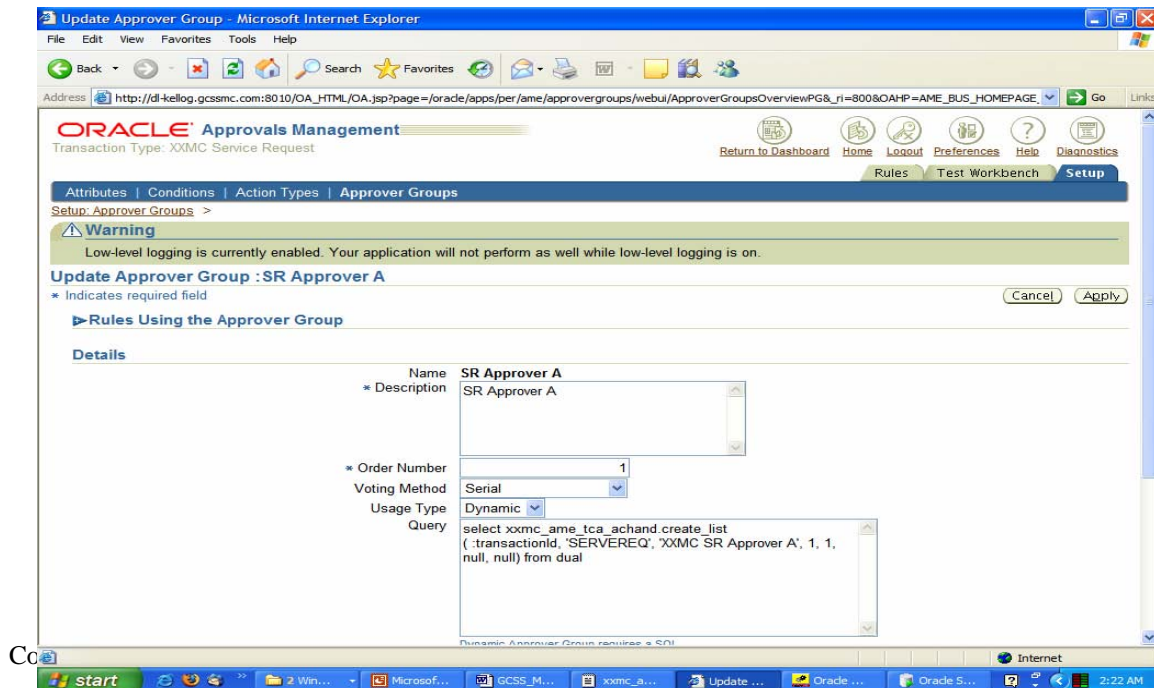 Update Approver Group - Microsoft Internet Explorer
File Edit View Favorites Tools Help
Back Search Favorites
Address http://dl-kellog.gcssmc.com:8010/OA_HTML/OA.jsp?page=/oracle/apps/per/ame/approvergroups/webui/ApproverGroupsOverviewPG&_ri=800&OAHP=AME_BUS_HOMEPAGE_ Go Links
ORACLE Approvals Management
Transaction Type: XXMC Service Request
Return to Dashboard Home Logout Preferences Help Diagnostics
Rules Test Workbench Setup
Attributes | Conditions | Action Types | Approver Groups
Setup: Approver Groups >
Warning
Low-level logging is currently enabled. Your application will not perform as well while low-level logging is on.
Update Approver Group :SR Approver A
* Indicates required field
Cancel Apply
Rules Using the Approver Group
Details
Name SR Approver A
* Description SR Approver A
* Order Number 1
Voting Method Serial
Usage Type Dynamic
Query select xxmc_ame_tca_achand.create_list
( :transactionId, 'SERVEREQ', 'XXMC SR Approver A', 1, 1,
null, null) from dual
Dynamic Approver Group requires a SQL
Co
Internet
start 2 Win... Microsof... GCSS_M... xxmc_a... Update ... Oracle ... Oracle S... 2:22 AM